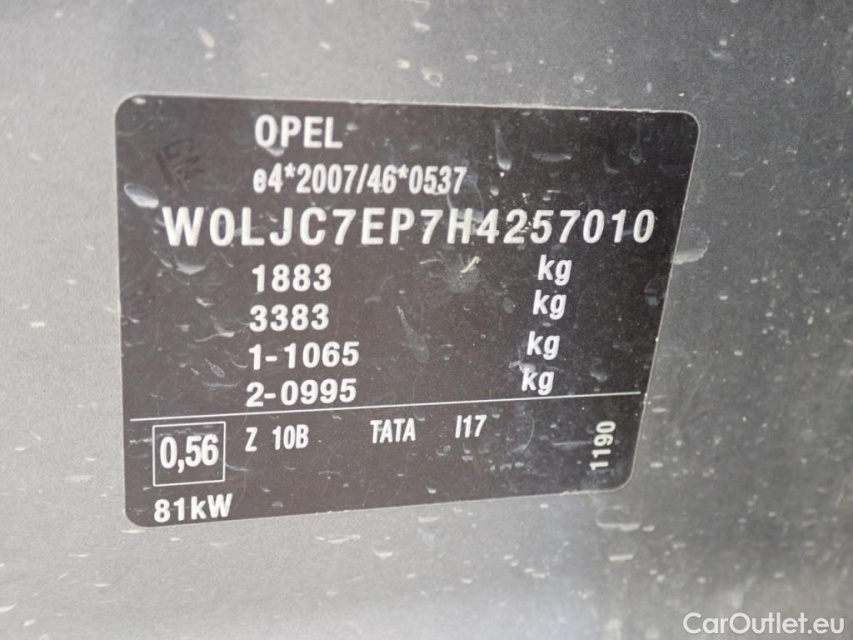 OPEL
e4*2007/46*0537
W0LJC7EP7H4257010
1883 kg
3383 kg
1-1065 kg
2-0995 kg
0,56 Z 10B TATA I17 1190
81kW
CarOutlet.eu